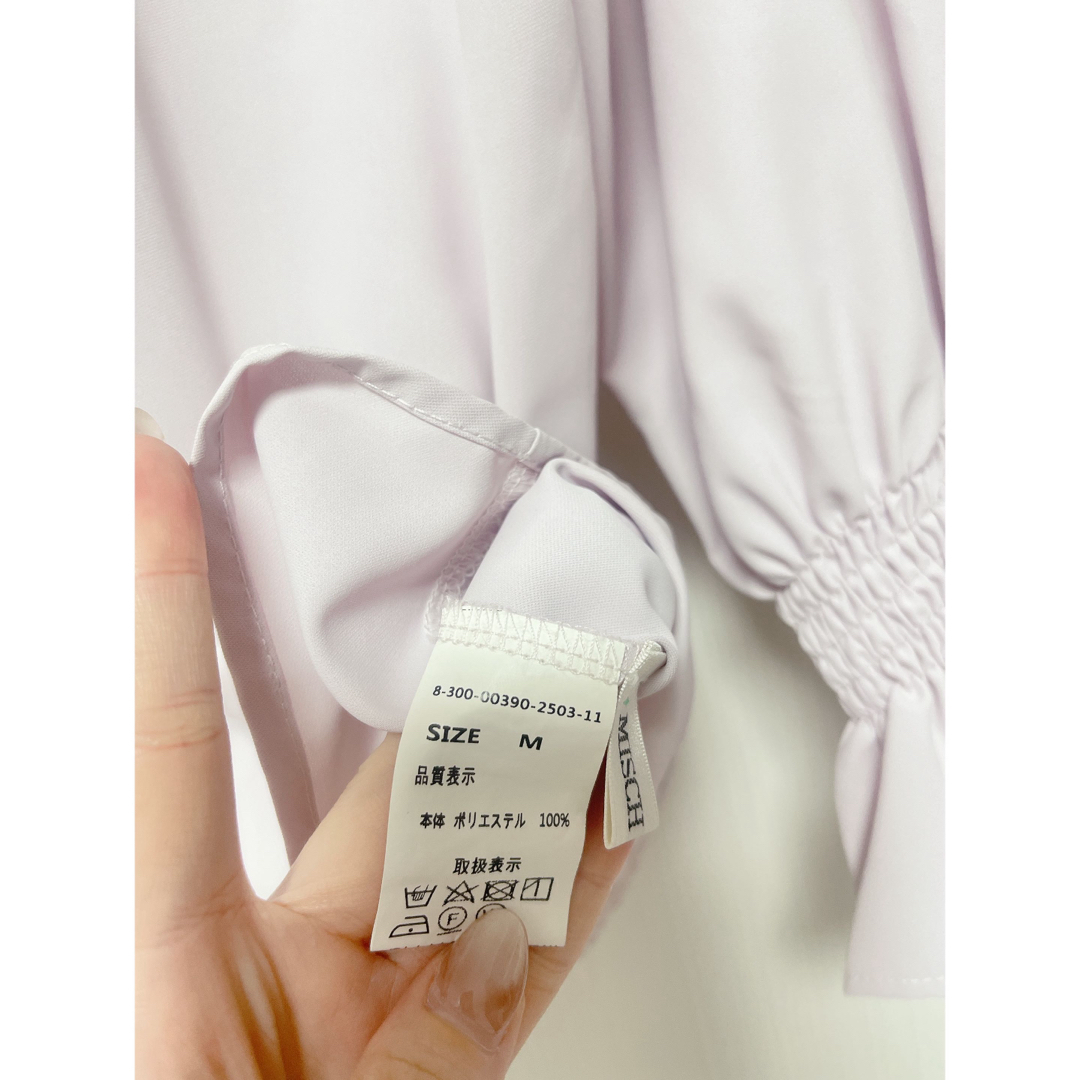 8-300-00390-2503-11
SIZE M
品質表示
本体 ポリエステル 100%
取扱表示
F
MISCH